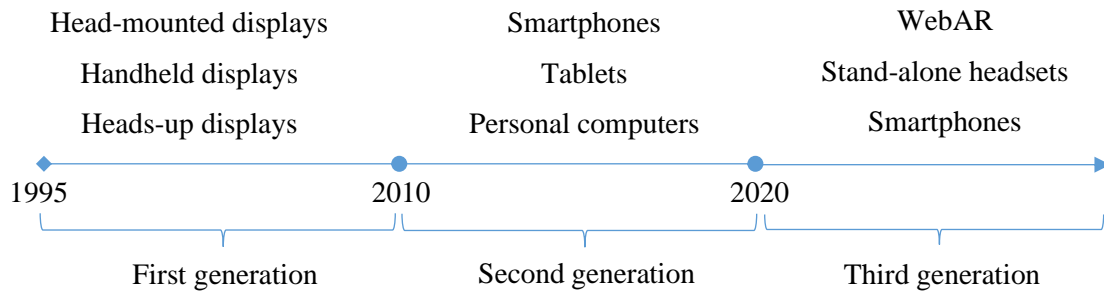 Head-mounted displays
Handheld displays
Heads-up displays
Smartphones
Tablets
Personal computers
WebAR
Stand-alone headsets
Smartphones
1995
2010
2020
First generation
Second generation
Third generation